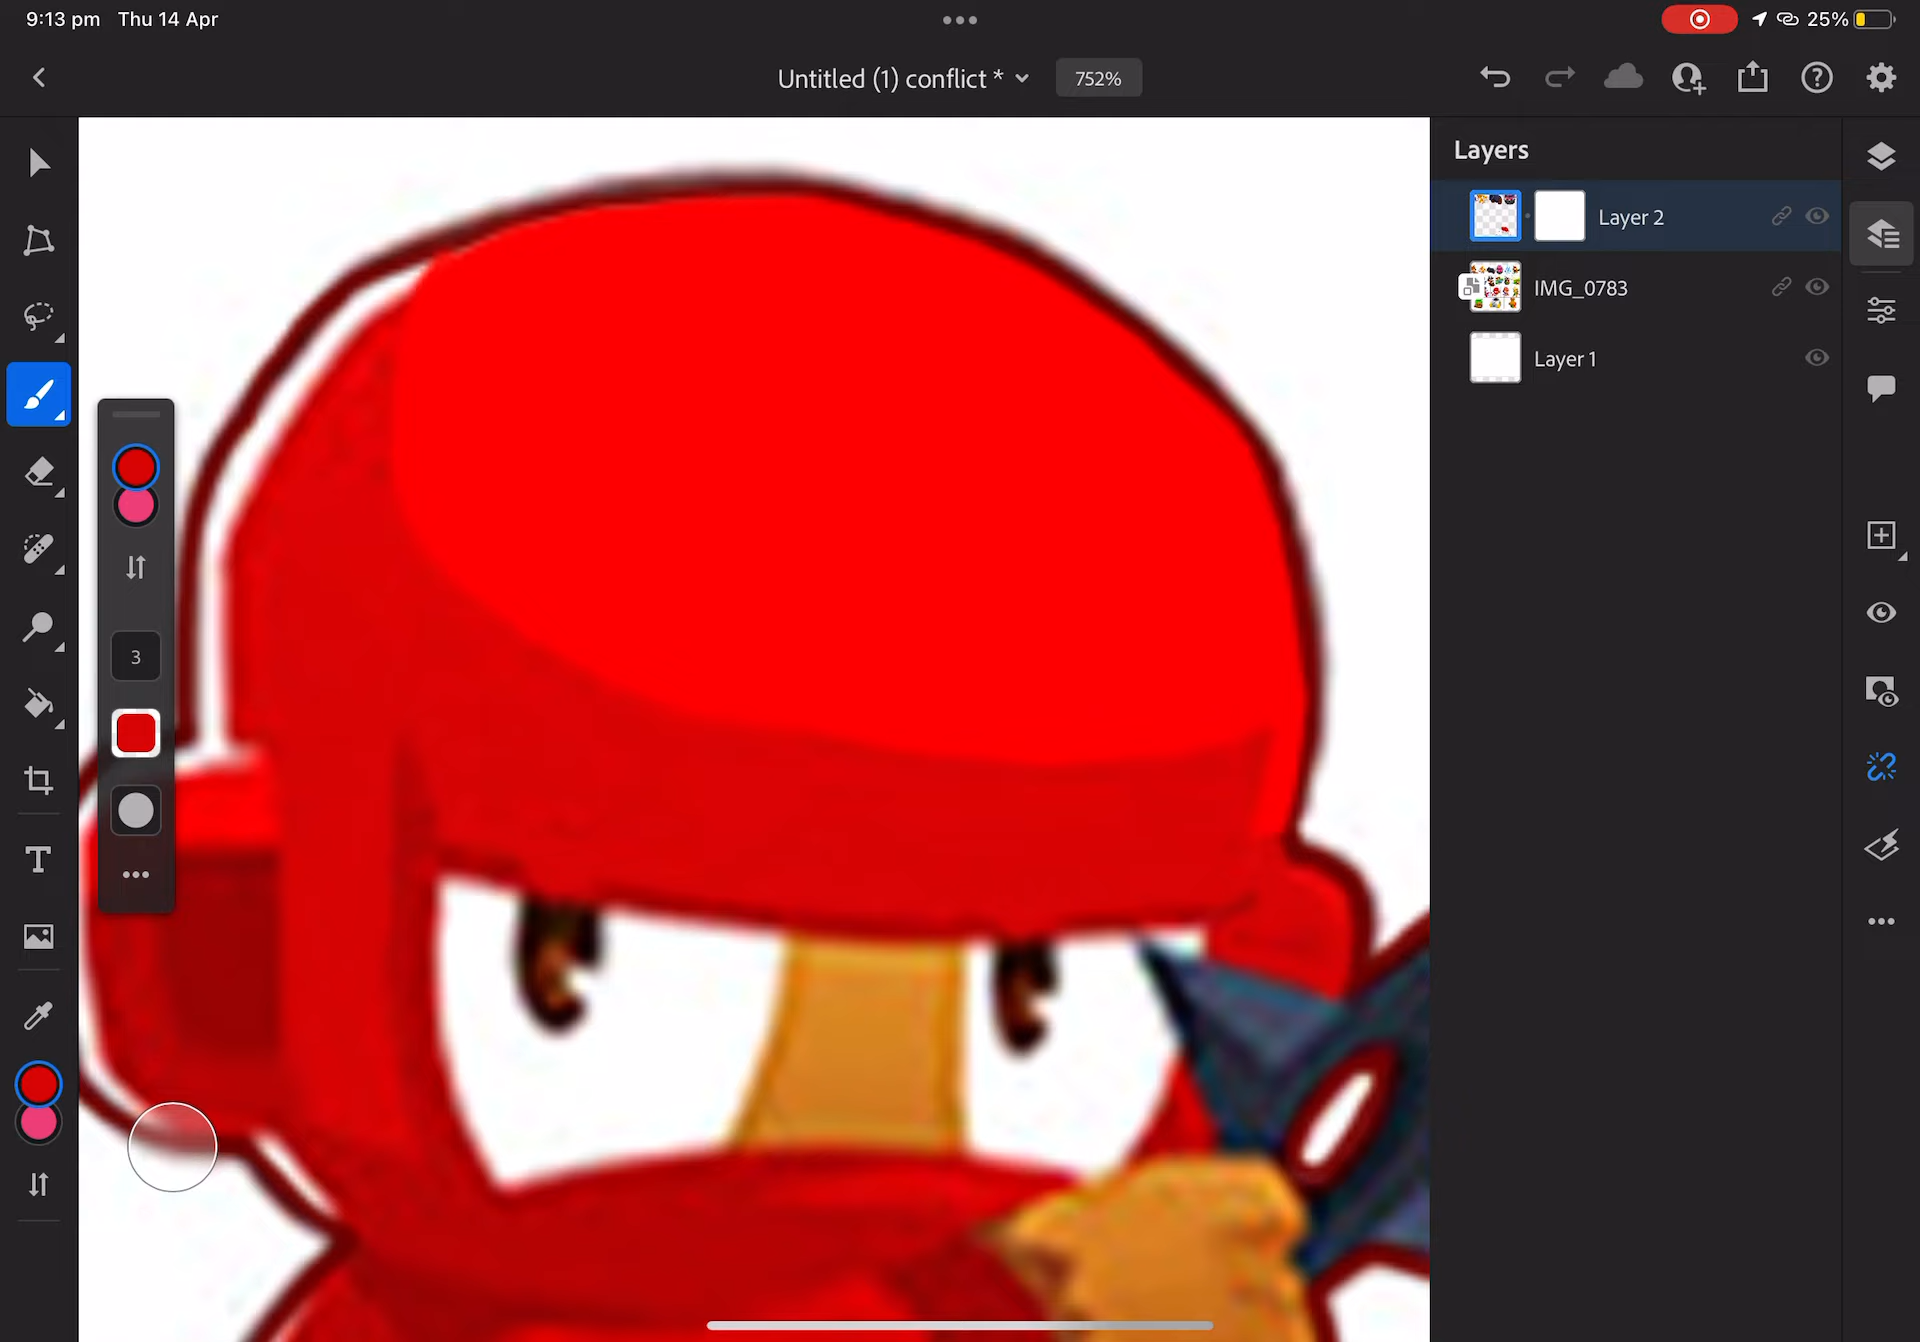 9:13 pm Thu 14 Apr
25%
Untitled (1) conflict *
752%
Layers
Layer 2
IMG_0783
Layer 1
3
T